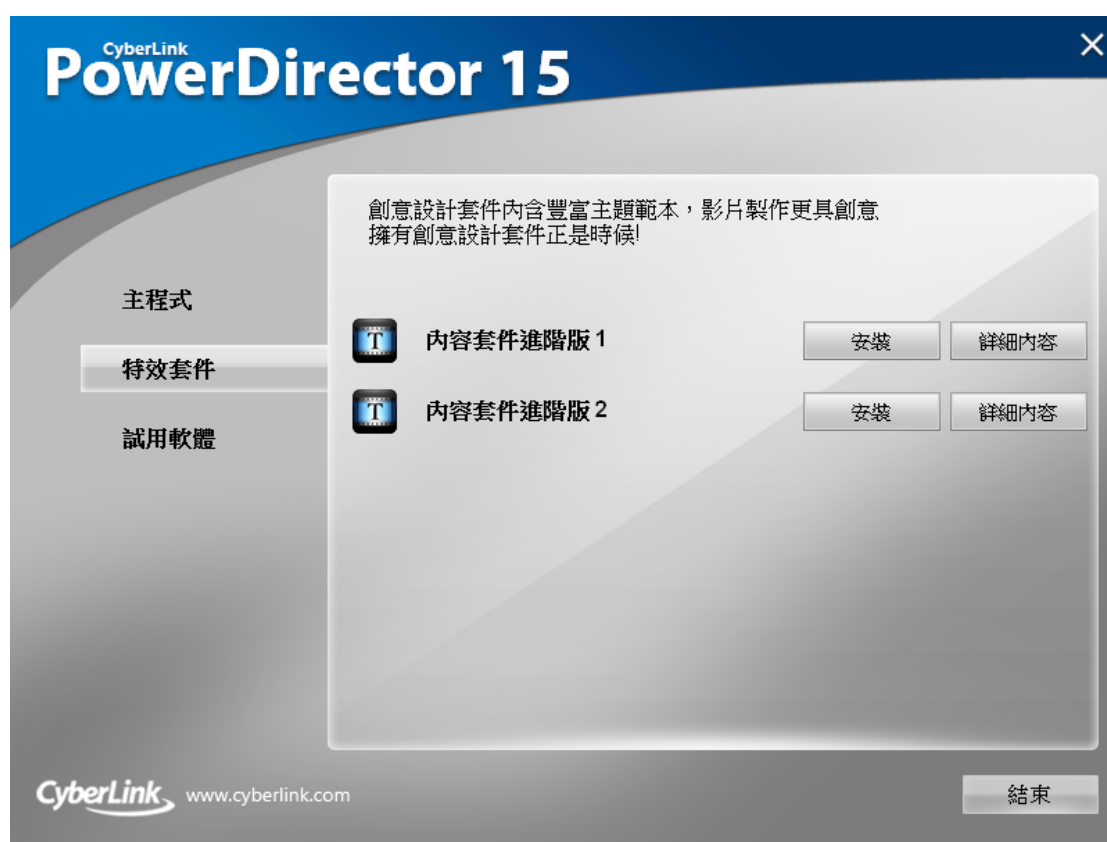 CyberLink
PowerDirector 15
創意設計套件內含豐富主題範本，影片製作更具創意
擁有創意設計套件正是時候!
主程式
特效套件
試用軟體
T 內容套件進階版 1 安裝 詳細內容
T 內容套件進階版 2 安裝 詳細內容
CyberLink www.cyberlink.com
結束